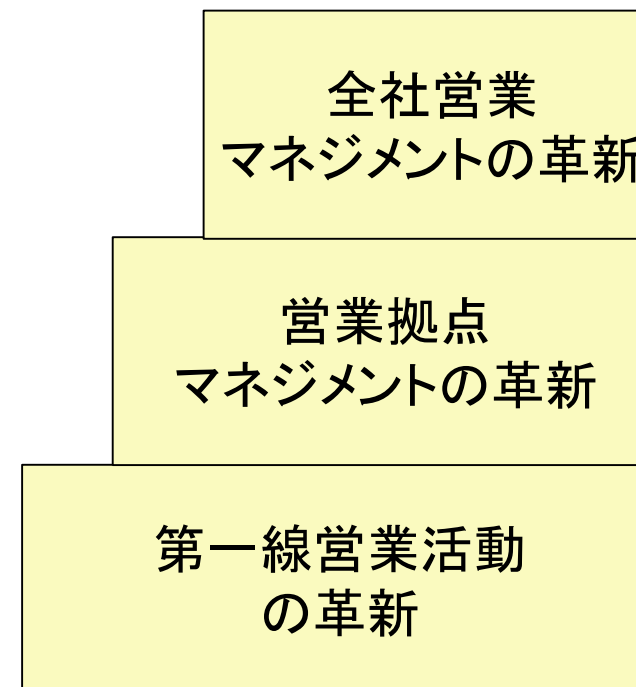 全社営業
マネジメントの革新
営業拠点
マネジメントの革新
第一線営業活動
の革新